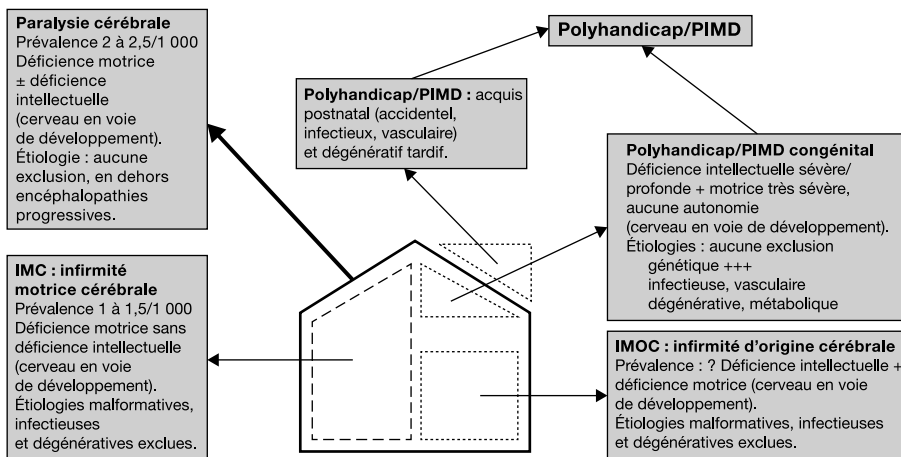 Paralysie cérébrale
Prévalence 2 à 2,5/1 000
Déficience motrice
± déficience
intellectuelle
(cerveau en voie
de développement).
Étiologie : aucune
exclusion, en dehors
encéphalopathies
progressives.
Polyhandicap/PIMD
Polyhandicap/PIMD : acquis
postnatal (accidentel,
infectieux, vasculaire)
et dégénératif tardif.
Polyhandicap/PIMD congénital
Déficience intellectuelle sévère/
profonde + motrice très sévère,
aucune autonomie
(cerveau en voie de développement).
Étiologies : aucune exclusion
génétique +++
infectieuse, vasculaire
dégénérative, métabolique
IMC : infirmité
motrice cérébrale
Prévalence 1 à 1,5/1 000
Déficience motrice sans
déficience intellectuelle
(cerveau en voie
de développement).
Étiologies malformatives,
infectieuses
et dégénératives exclues.
IMOC : infirmité d'origine cérébrale
Prévalence : ? Déficience intellectuelle +
déficience motrice (cerveau en voie
de développement).
Étiologies malformatives, infectieuses
et dégénératives exclues.